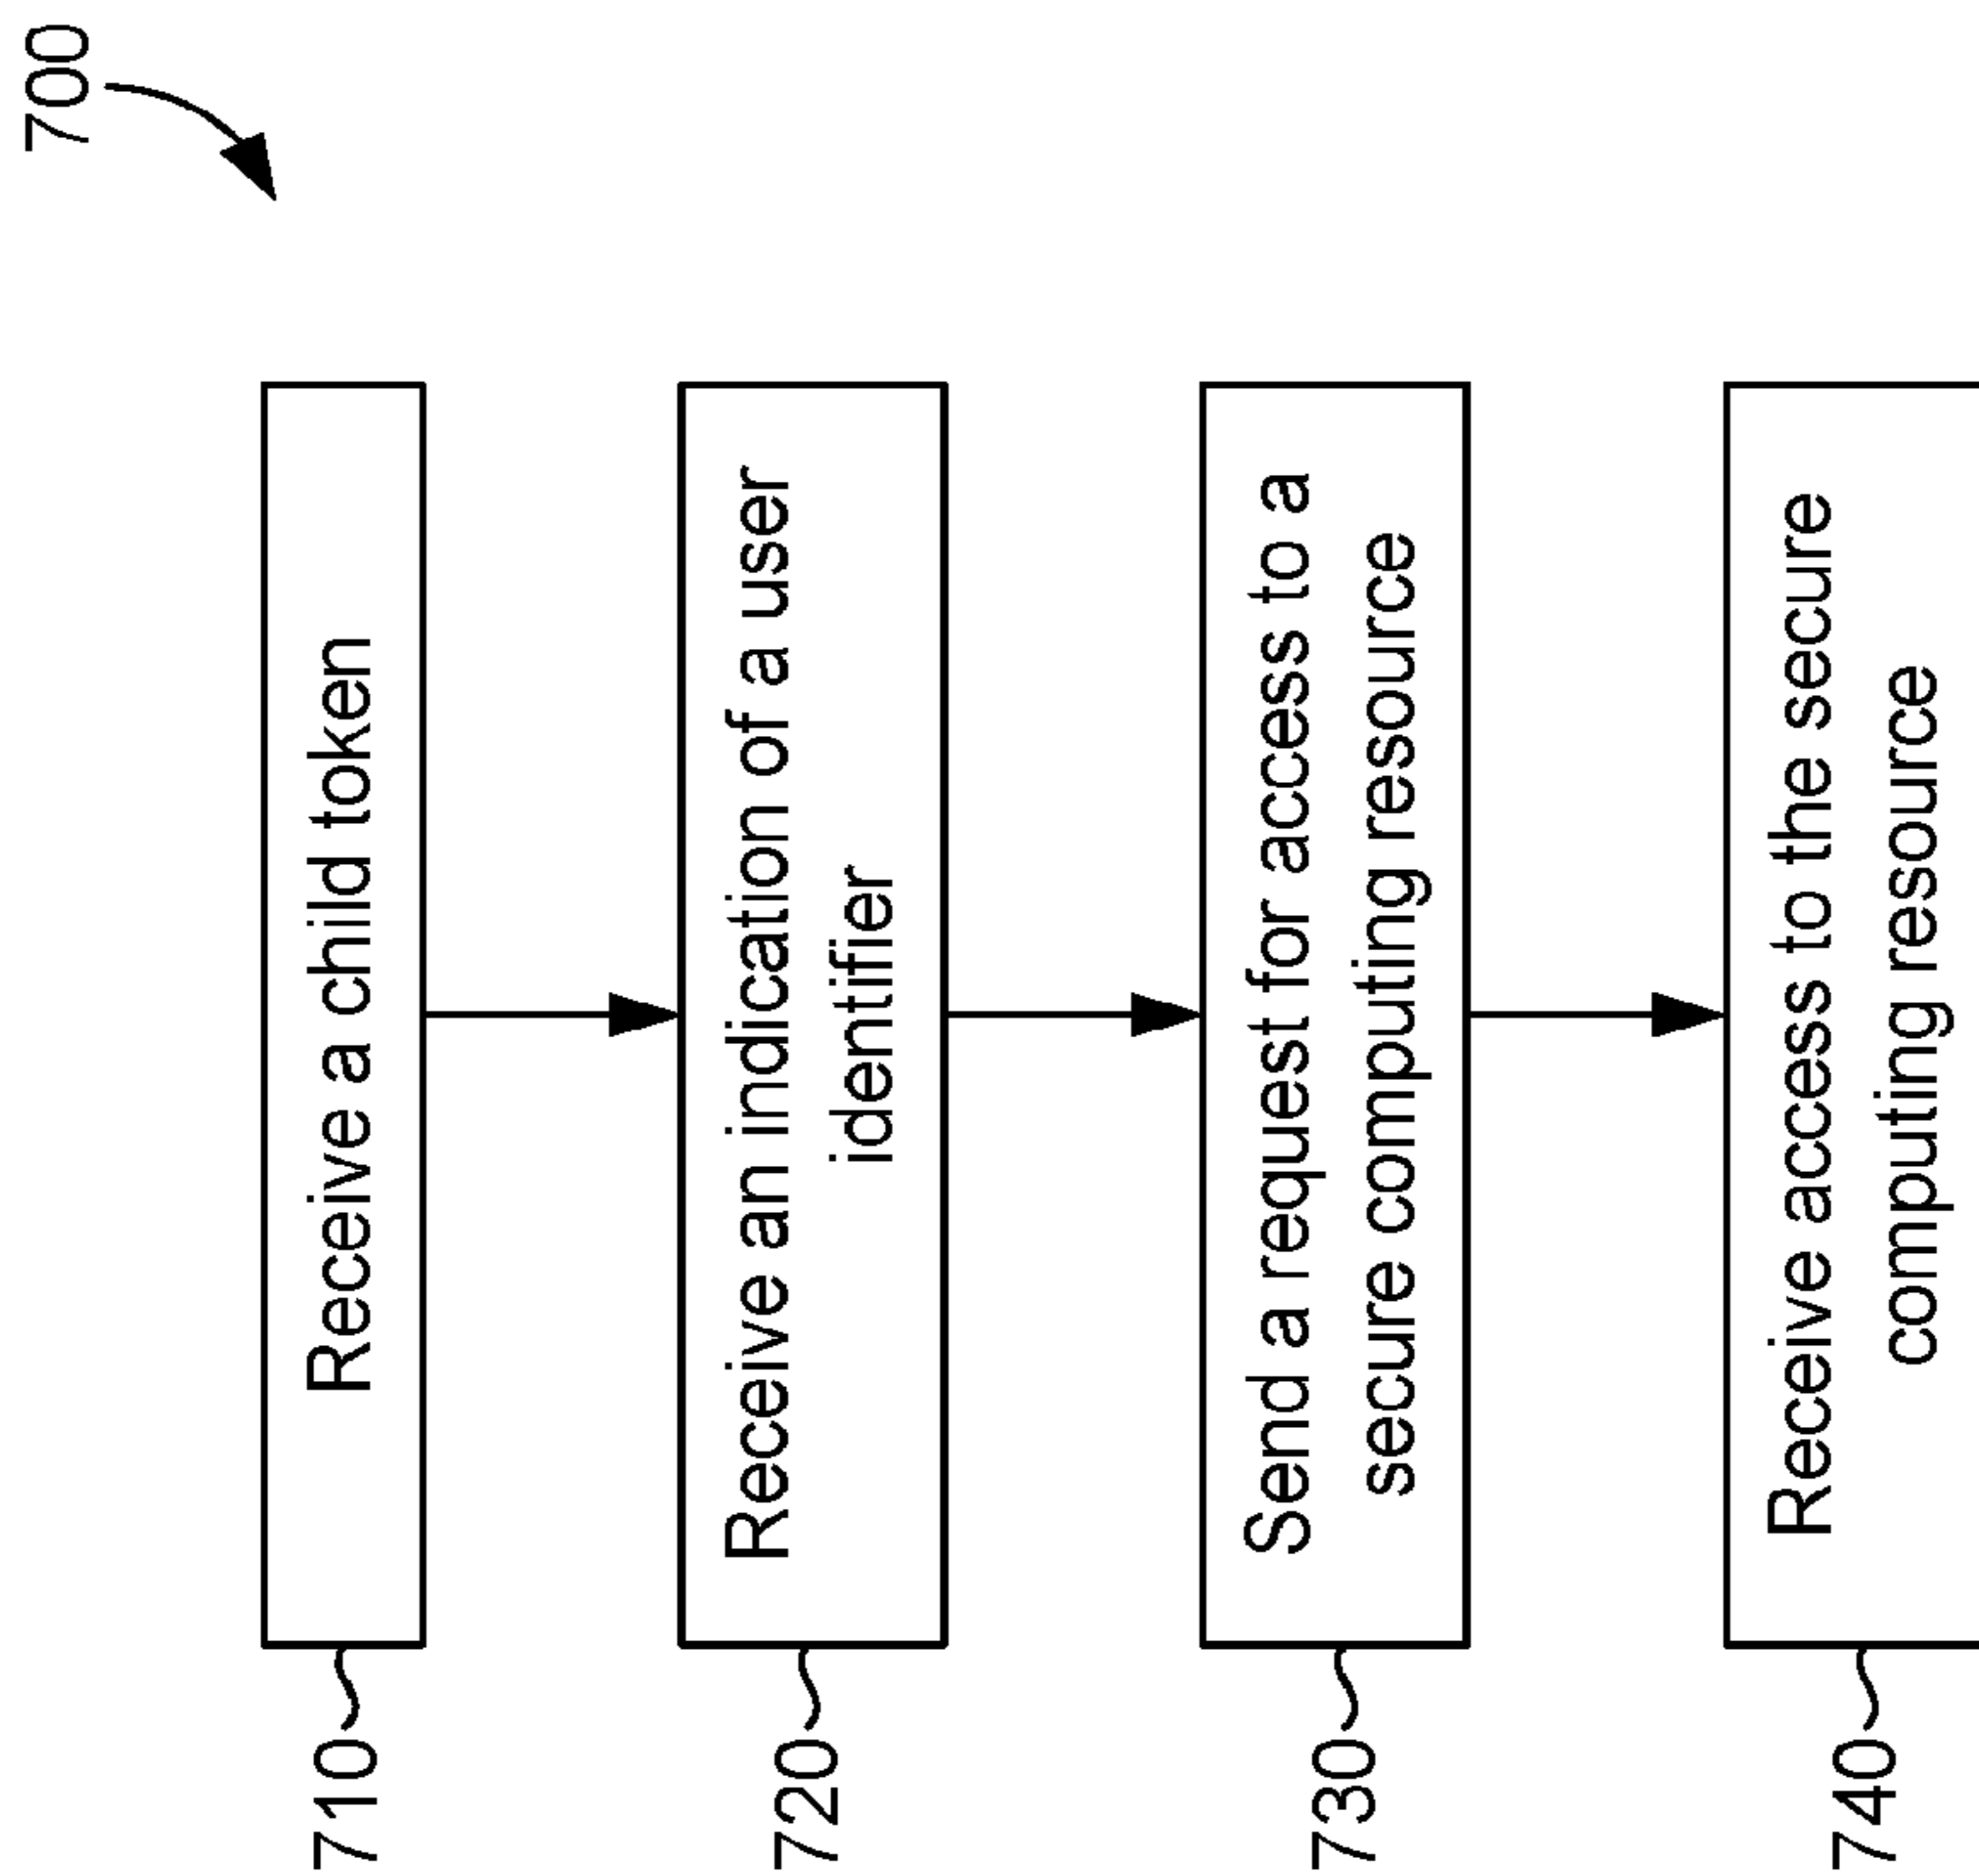 700
710
Receive a child token
720
Receive an indication of a user
identifier
730
Send a request for access to a
secure computing resource
740
Receive access to the secure
computing resource